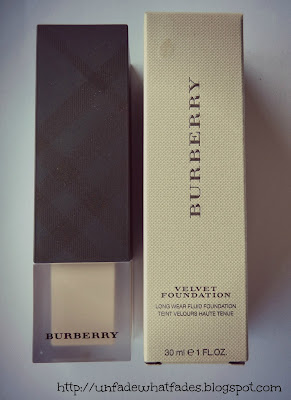 BURBERRY
BURBERRY
VELVET
FOUNDATION
LONG WEAR FLUID FOUNDATION
TEINT VELOURS HAUTE TENUE
30 ml e 1 FL.OZ.
http://unfadewhatfades.blogspot.com